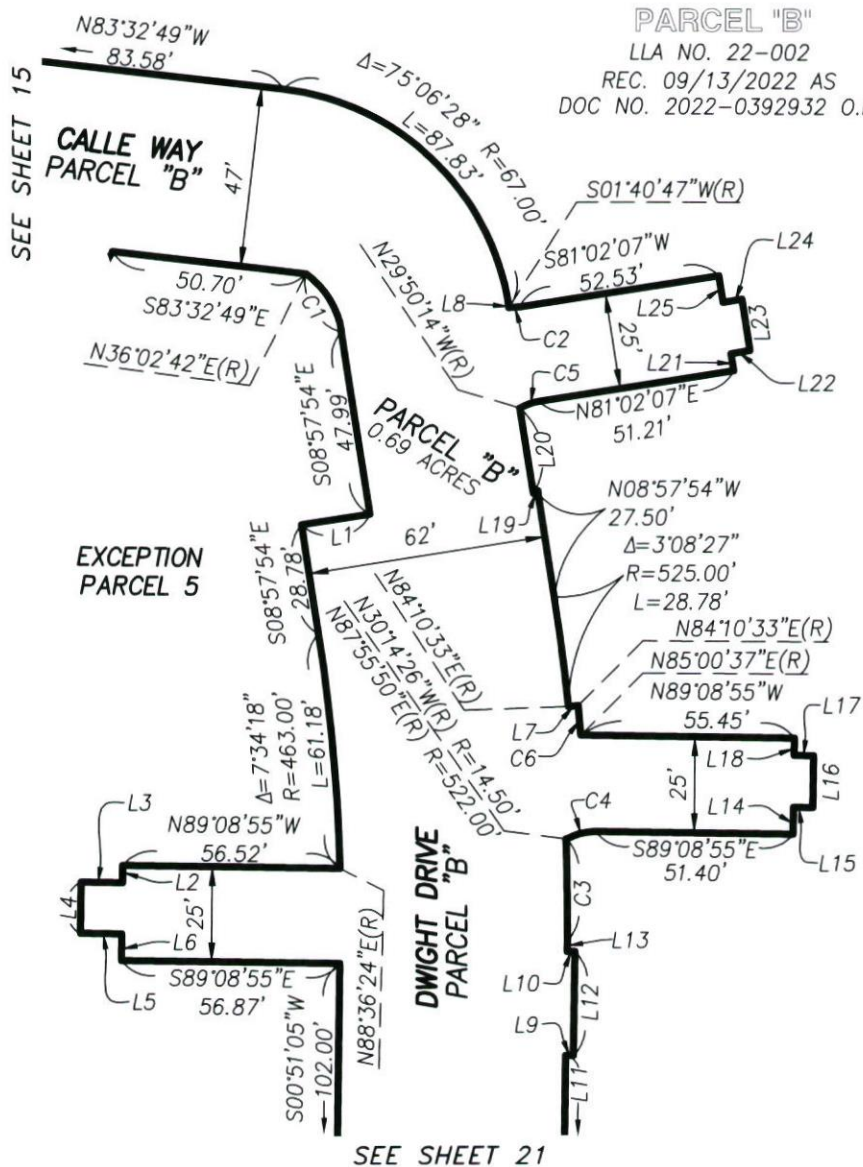 PARCEL "B"
LLA NO. 22-002
REC. 09/13/2022 AS
DOC NO. 2022-0392932 O.
N83°32'49"W
83.58'
SEE SHEET 15
CALLE WAY
PARCEL "B"
47'
Δ=75°06'28" R=67.00'
L=87.83'
S01°40'47"W(R)
S81°02'07"W
52.53'
L24
L25
L23
L8
C2
25'
L21
L22
C5
N81°02'07"E
51.21'
50.70'
S83°32'49"E
C1
N36°02'42"E(R)
N29°50'14"W(R)
S08°57'54"E
47.99'
PARCEL "B"
0.69 ACRES
L20
L19
N08°57'54"W
27.50'
Δ=3°08'27"
R=525.00'
L=28.78'
L1
62'
EXCEPTION
PARCEL 5
S08°57'54"E
28.78'
N84°10'33"E(R)
N30°14'26"W(R) R=14.50'
N87°55'50"E(R) R=522.00'
N84°10'33"E(R)
N85°00'37"E(R)
N89°08'55"W
55.45'
L17
L7
C6
L18
L16
25'
L14
L15
C4
S89°08'55"E
51.40'
Δ=7°34'18"
R=463.00'
L=61.18'
L3
N89°08'55"W
56.52'
L2
L4
25'
L6
L5
S89°08'55"E
56.87'
N88°36'24"E(R)
DWIGHT DRIVE
PARCEL "B"
C3
L13
L10
L12
L9
L11
S00°51'05"W
102.00'
SEE SHEET 21